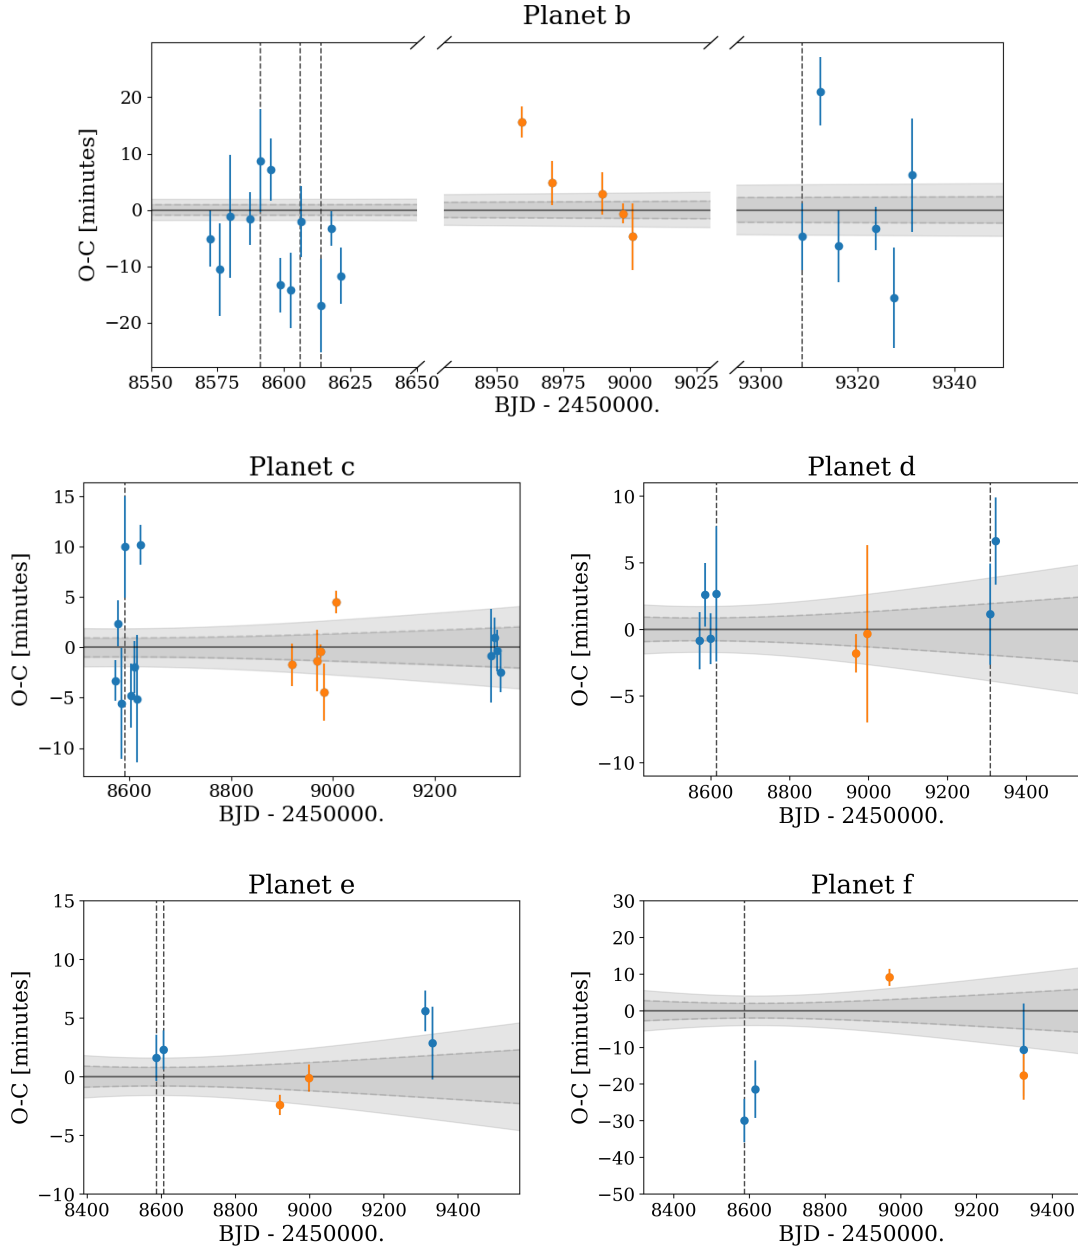 Planet b
20
10
0
−10
−20
O-C [minutes]
8550 8575 8600 8625 8650 8950 8975 9000 9025 9300 9320 9340
BJD - 2450000.
Planet c
15
10
5
0
−5
−10
O-C [minutes]
8600 8800 9000 9200
BJD - 2450000.
Planet d
10
5
0
−5
−10
O-C [minutes]
8600 8800 9000 9200 9400
BJD - 2450000.
Planet e
15
10
5
0
−5
−10
O-C [minutes]
8400 8600 8800 9000 9200 9400
BJD - 2450000.
Planet f
30
20
10
0
−10
−20
−30
−40
−50
O-C [minutes]
8400 8600 8800 9000 9200 9400
BJD - 2450000.